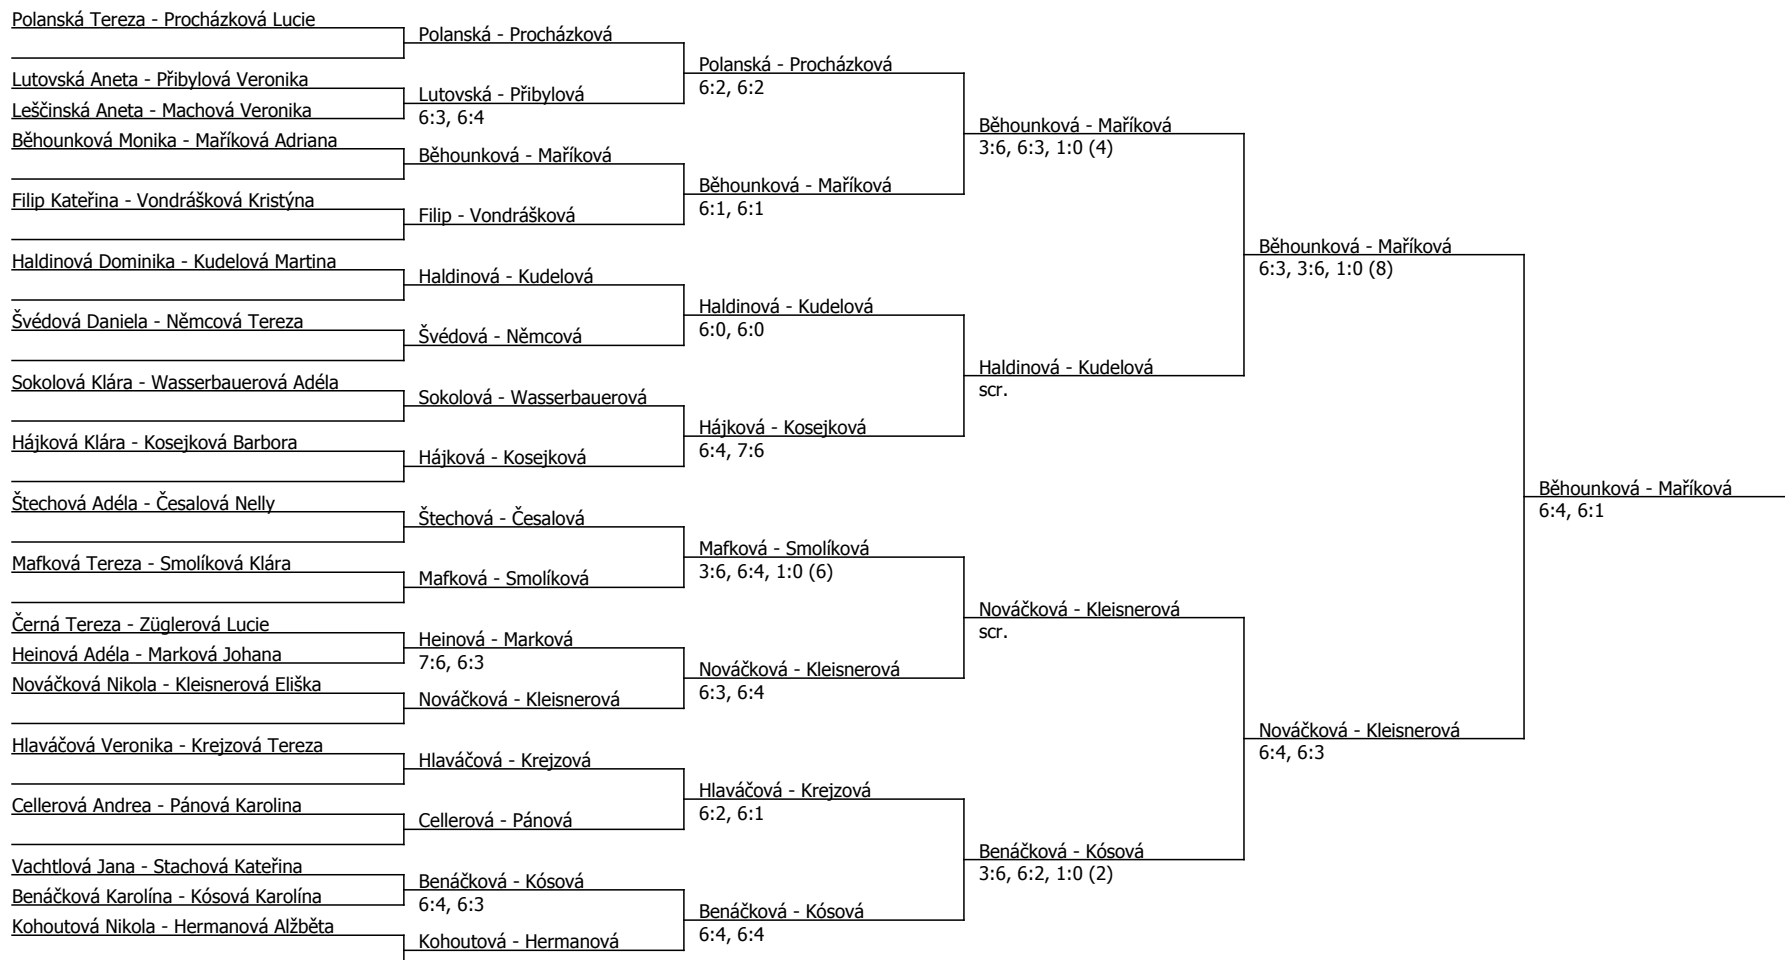 Polanská Tereza - Procházková Lucie
Lutovská Aneta - Přibylová Veronika
Leščinská Aneta - Machová Veronika
Běhounková Monika - Maříková Adriana
Filip Kateřina - Vondrášková Kristýna
Haldinová Dominika - Kudelová Martina
Švédová Daniela - Němcová Tereza
Sokolová Klára - Wasserbauerová Adéla
Hájková Klára - Kosejková Barbora
Štechová Adéla - Česalová Nelly
Mafková Tereza - Smolíková Klára
Černá Tereza - Züglerová Lucie
Heinová Adéla - Marková Johana
Nováčková Nikola - Kleisnerová Eliška
Hlaváčová Veronika - Krejzová Tereza
Cellerová Andrea - Pánová Karolina
Vachtlová Jana - Stachová Kateřina
Benáčková Karolína - Kósová Karolína
Kohoutová Nikola - Hermanová Alžběta
Polanská - Procházková
Lutovská - Přibylová
6:3, 6:4
Běhounková - Maříková
Filip - Vondrášková
Haldinová - Kudelová
Švédová - Němcová
Sokolová - Wasserbauerová
Hájková - Kosejková
Štechová - Česalová
Mafková - Smolíková
Heinová - Marková
7:6, 6:3
Nováčková - Kleisnerová
Hlaváčová - Krejzová
Cellerová - Pánová
Benáčková - Kósová
6:4, 6:3
Kohoutová - Hermanová
Polanská - Procházková
6:2, 6:2
Běhounková - Maříková
6:1, 6:1
Haldinová - Kudelová
6:0, 6:0
Hájková - Kosejková
6:4, 7:6
Mafková - Smolíková
3:6, 6:4, 1:0 (6)
Nováčková - Kleisnerová
6:3, 6:4
Hlaváčová - Krejzová
6:2, 6:1
Benáčková - Kósová
6:4, 6:4
Běhounková - Maříková
3:6, 6:3, 1:0 (4)
Haldinová - Kudelová
scr.
Nováčková - Kleisnerová
scr.
Benáčková - Kósová
3:6, 6:2, 1:0 (2)
Běhounková - Maříková
6:3, 3:6, 1:0 (8)
Nováčková - Kleisnerová
6:4, 6:3
Běhounková - Maříková
6:4, 6:1